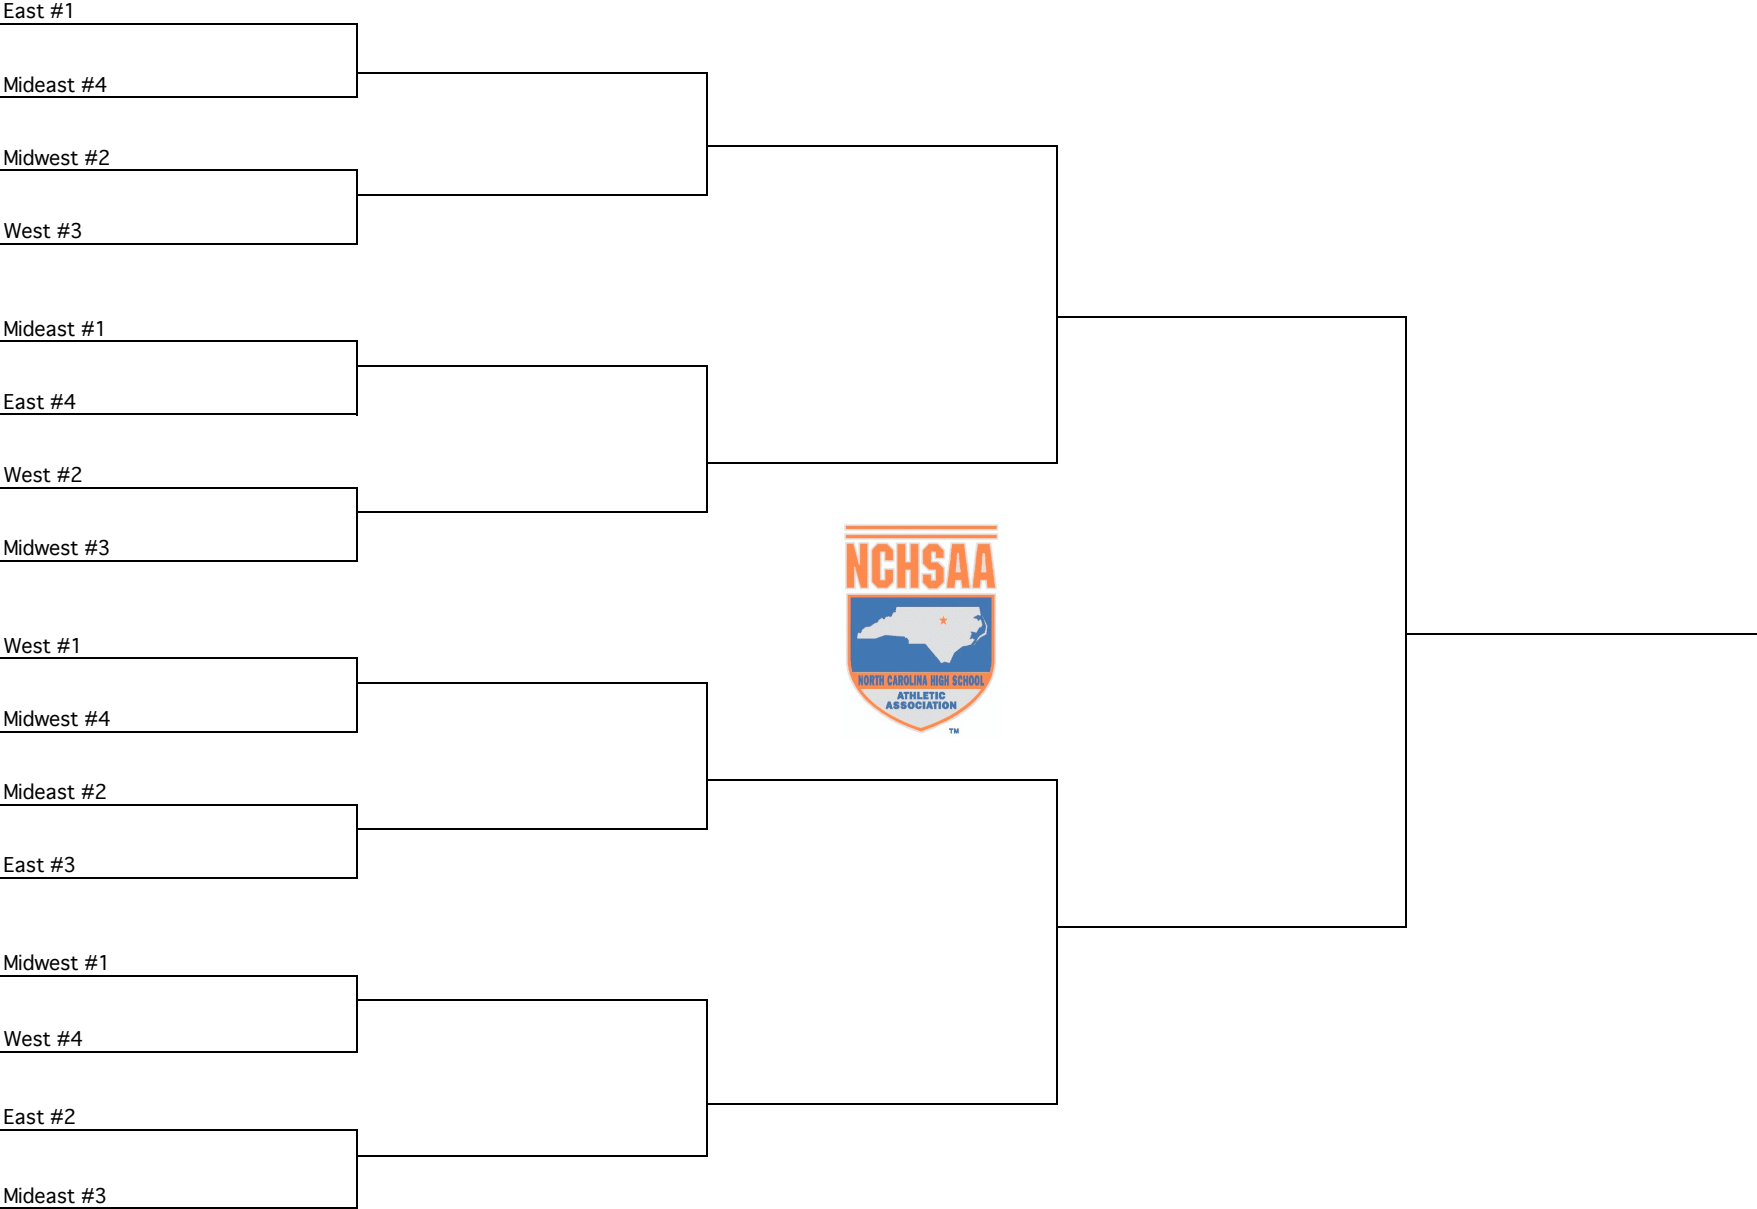 East #1
Mideast #4
Midwest #2
West #3
Mideast #1
East #4
West #2
Midwest #3
NCHSAA
NORTH CAROLINA HIGH SCHOOL
ATHLETIC
ASSOCIATION
TM
West #1
Midwest #4
Mideast #2
East #3
Midwest #1
West #4
East #2
Mideast #3